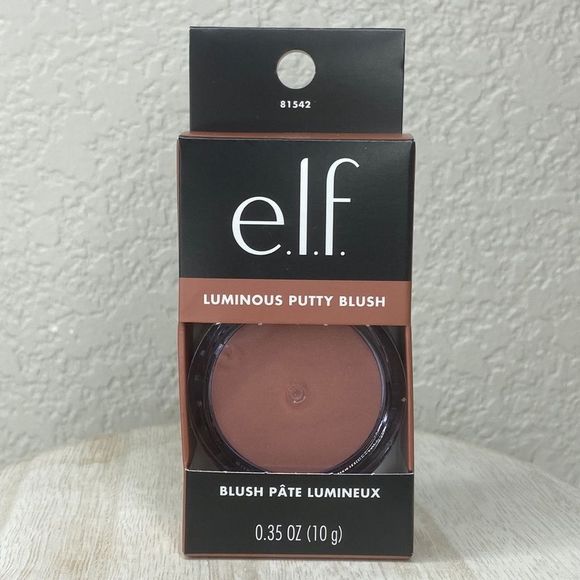 81542
e.l.f.
LUMINOUS PUTTY BLUSH
BLUSH PÂTE LUMINEUX
0.35 OZ (10 g)